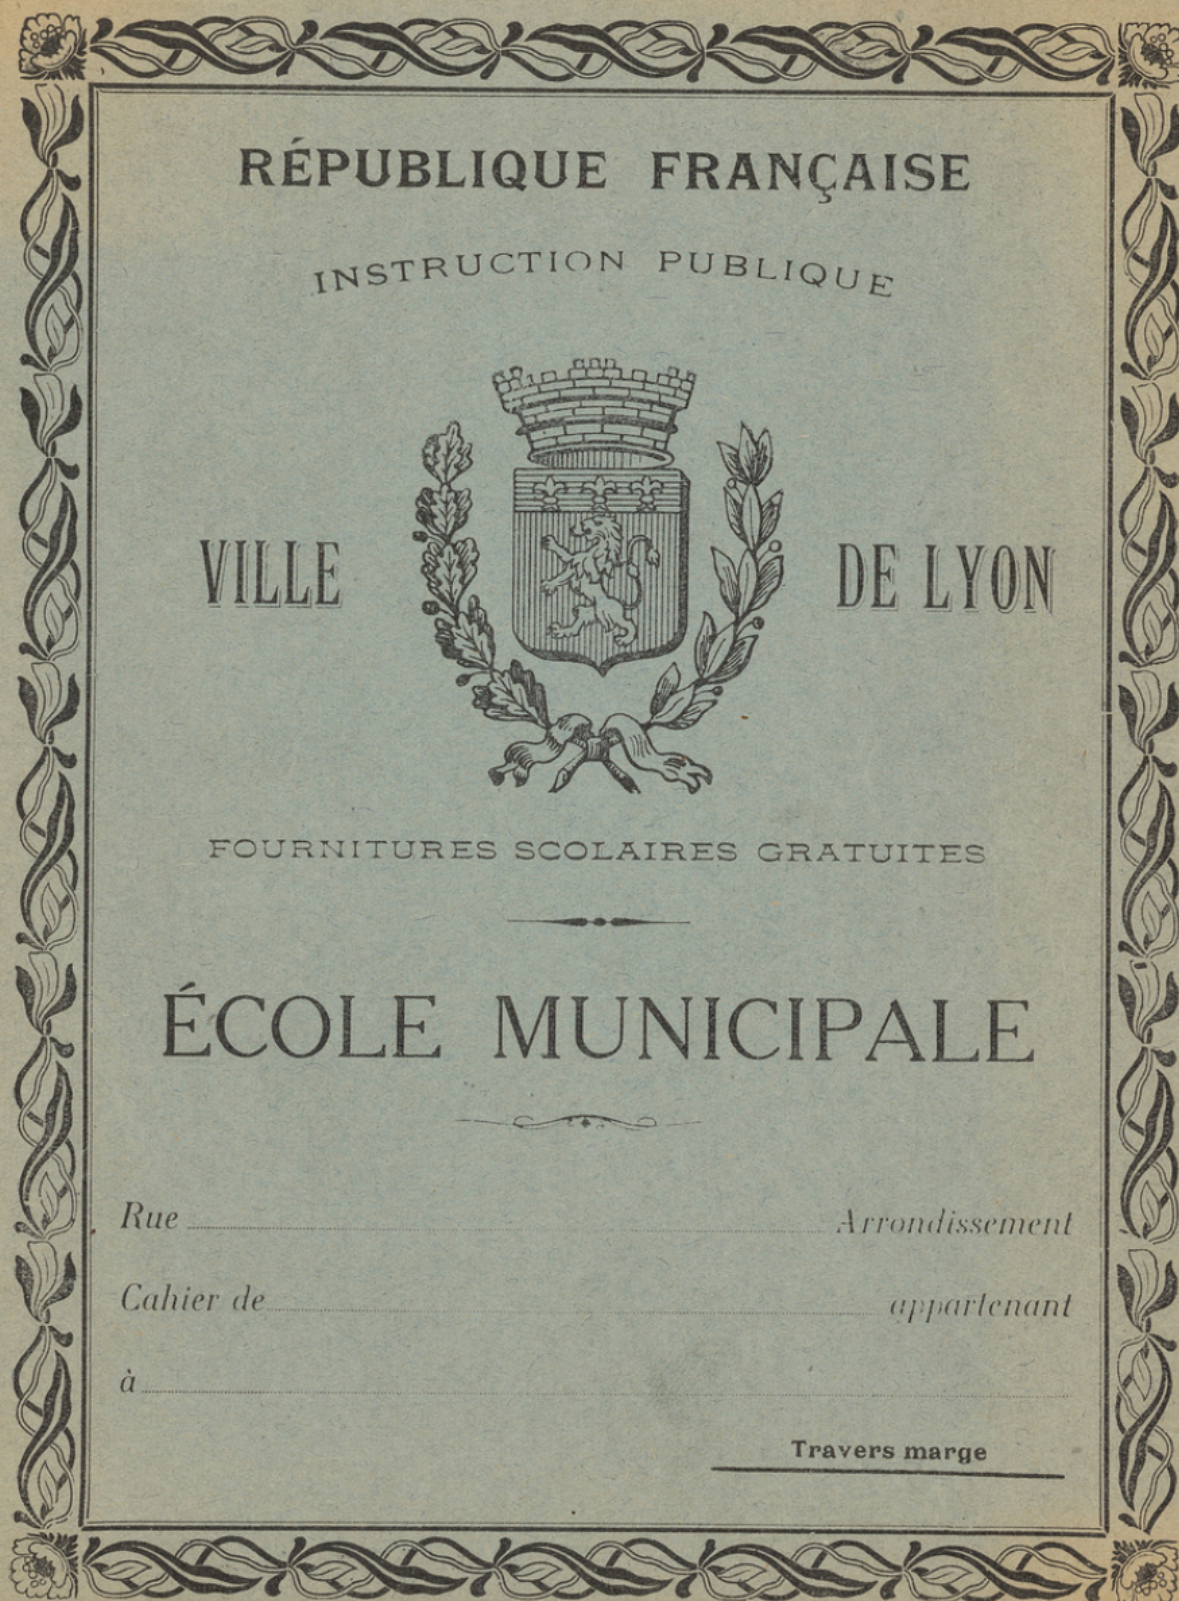 RÉPUBLIQUE FRANÇAISE
INSTRUCTION PUBLIQUE
VILLE DE LYON
FOURNITURES SCOLAIRES GRATUITES
ÉCOLE MUNICIPALE
Rue Arrondissement
Cahier de appartenant
à
Travers marge